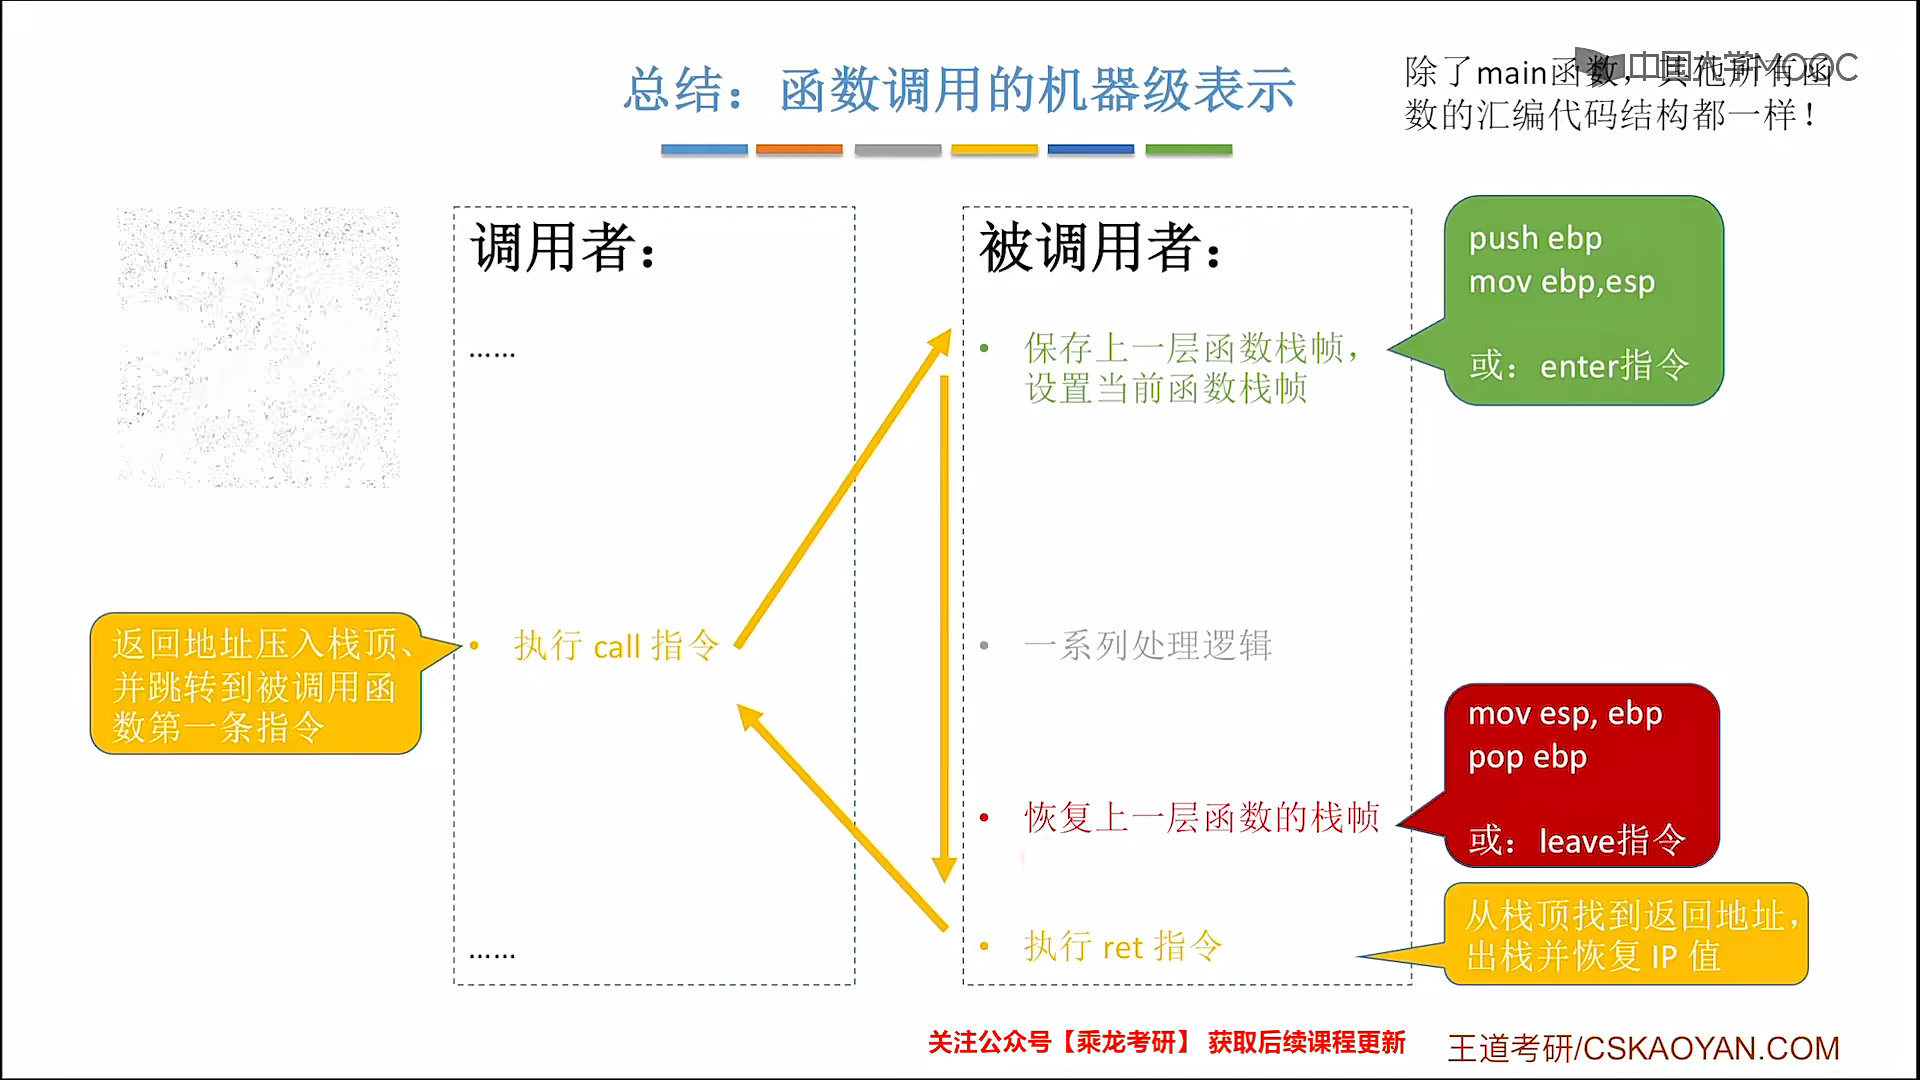 总结：函数调用的机器级表示
中国大学MOOC
除了main函数，其他所有函
数的汇编代码结构都一样！
调用者：
……
返回地址压入栈顶、
并跳转到被调用函
数第一条指令
• 执行 call 指令
……
被调用者：
• 保存上一层函数栈帧，
设置当前函数栈帧
push ebp
mov ebp,esp
或：enter指令
• 一系列处理逻辑
• 恢复上一层函数的栈帧
mov esp, ebp
pop ebp
或：leave指令
• 执行 ret 指令
从栈顶找到返回地址，
出栈并恢复 IP 值
关注公众号【乘龙考研】 获取后续课程更新
王道考研/CSKAOYAN.COM